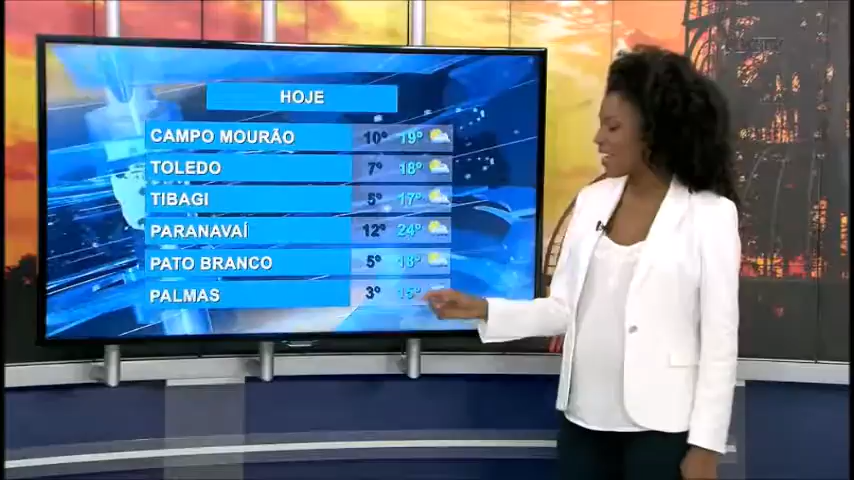 HOJE
CAMPO MOURÃO 10° 19°
TOLEDO 7° 18°
TIBAGI 5° 17°
PARANAVAÍ 12° 24°
PATO BRANCO 5° 18°
PALMAS 3° 15°